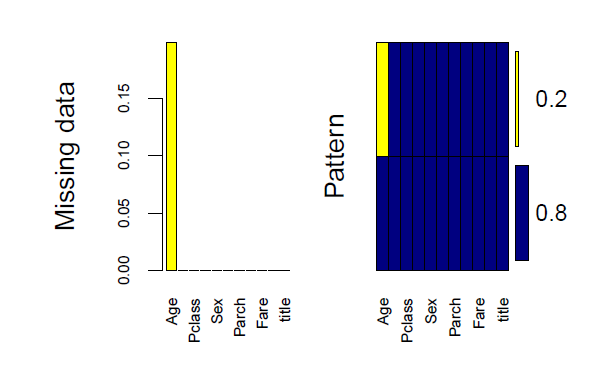 Missing data
0.15
0.10
0.05
0.00
Age
Pclass
Sex
Parch
Fare
title
Pattern
0.2
0.8
Age
Pclass
Sex
Parch
Fare
title